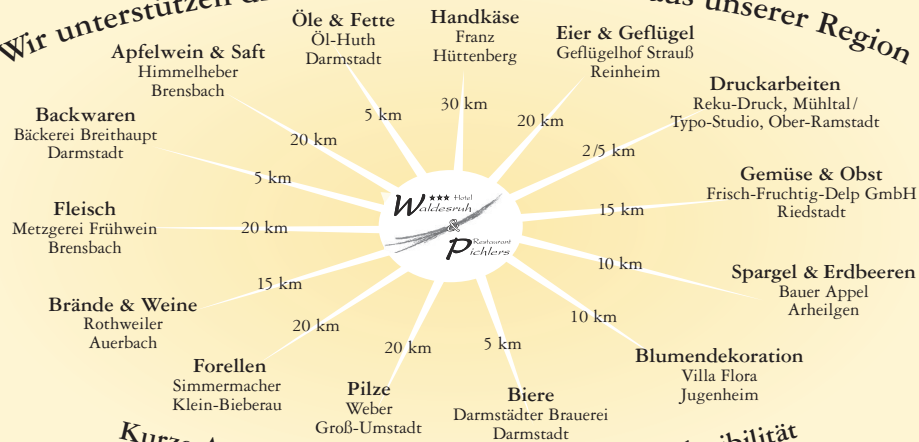 Wir unterstützen
aus unserer Region
Öle & Fette
Öl-Huth
Darmstadt
5 km
Handkäse
Franz
Hüttenberg
30 km
Eier & Geflügel
Geflügelhof Strauß
Reinheim
20 km
Druckarbeiten
Reku-Druck, Mühltal/
Typo-Studio, Ober-Ramstadt
2/5 km
Gemüse & Obst
Frisch-Fruchtig-Delp GmbH
Riedstadt
15 km
Spargel & Erdbeeren
Bauer Appel
Arheilgen
10 km
Blumendekoration
Villa Flora
Jugenheim
10 km
Biere
Darmstädter Brauerei
Darmstadt
5 km
Pilze
Weber
Groß-Umstadt
20 km
Forellen
Simmermacher
Klein-Bieberau
20 km
Brände & Weine
Rothweiler
Auerbach
15 km
Fleisch
Metzgerei Frühwein
Brensbach
20 km
Backwaren
Bäckerei Breithaupt
Darmstadt
5 km
Apfelwein & Saft
Himmelheber
Brensbach
20 km
★★★ Hotel
Waldesruh
&
Restaurant
Pichlers
Kurze